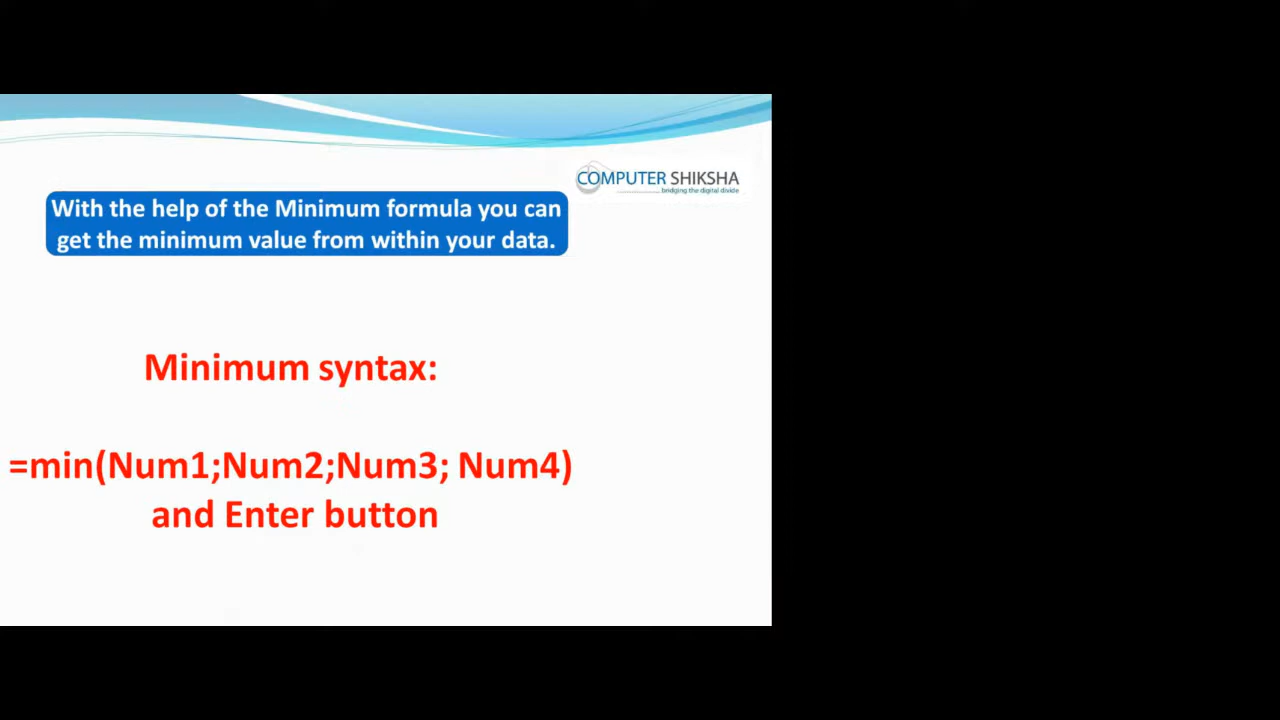 COMPUTER SHIKSHA
bridging the digital divide
With the help of the Minimum formula you can
get the minimum value from within your data.
Minimum syntax:
=min(Num1;Num2;Num3; Num4)
and Enter button